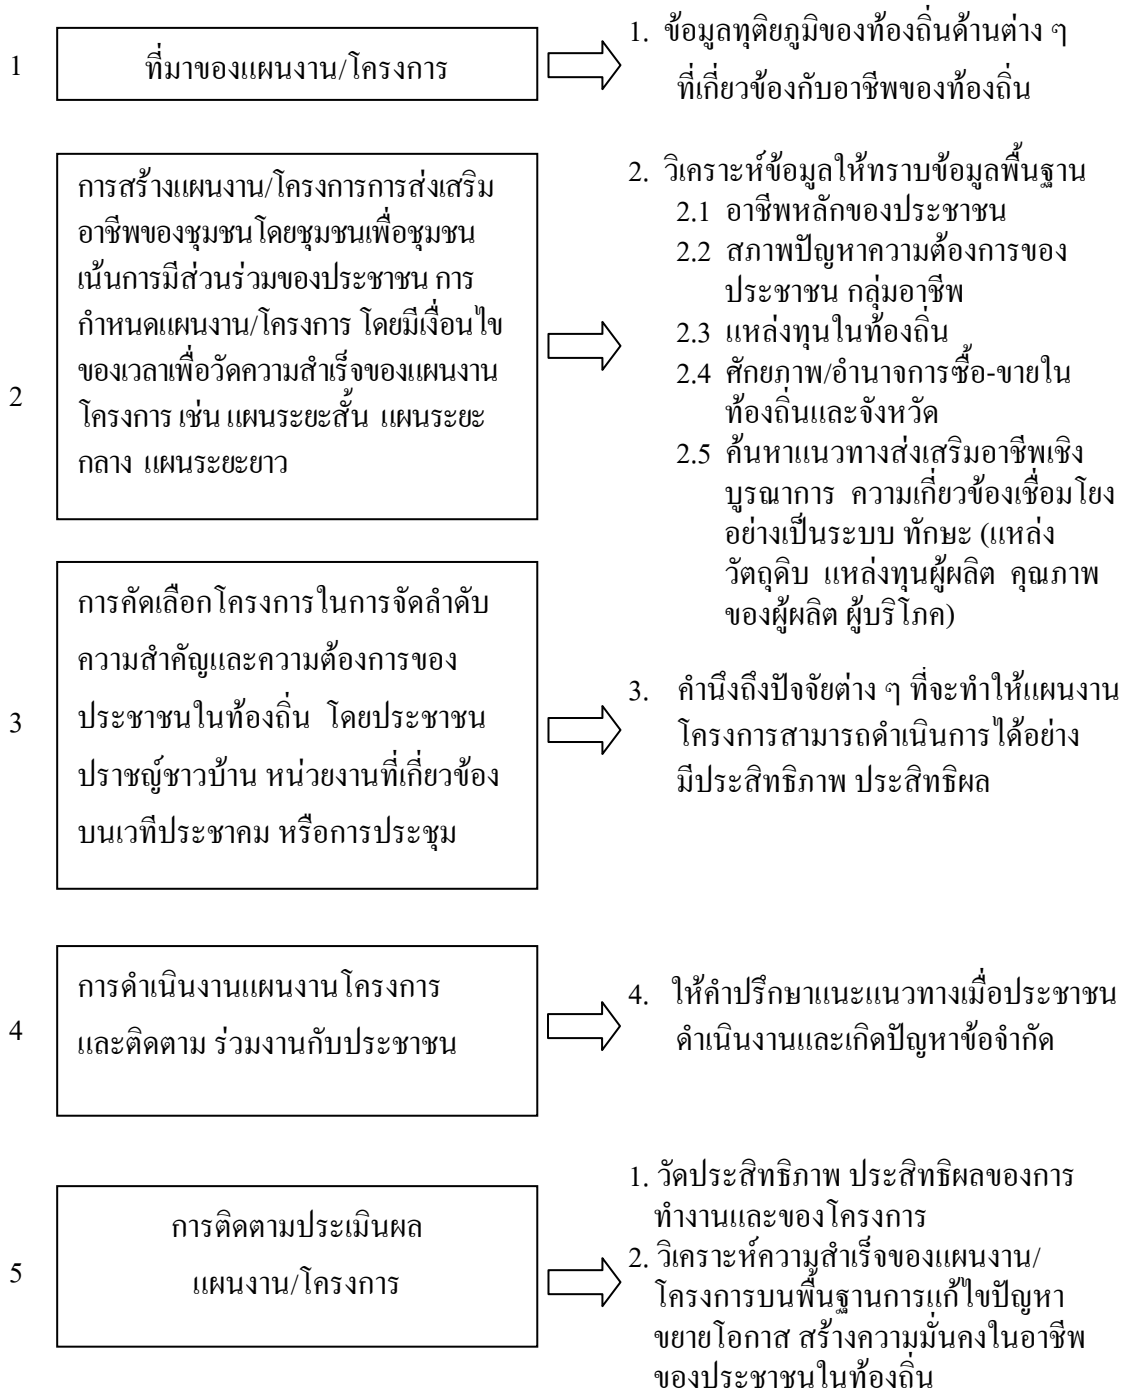 1
ที่มาของแผนงาน/โครงการ
1. ข้อมูลทุติยภูมิของท้องถิ่นด้านต่าง ๆ
ที่เกี่ยวข้องกับอาชีพของท้องถิ่น
2
การสร้างแผนงาน/โครงการการส่งเสริม
อาชีพของชุมชนโดยชุมชนเพื่อชุมชน
เน้นการมีส่วนร่วมของประชาชน การ
กำหนดแผนงาน/โครงการ โดยมีเงื่อนไข
ของเวลาเพื่อวัดความสำเร็จของแผนงาน
โครงการ เช่น แผนระยะสั้น แผนระยะ
กลาง แผนระยะยาว
2. วิเคราะห์ข้อมูลให้ทราบข้อมูลพื้นฐาน
2.1 อาชีพหลักของประชาชน
2.2 สภาพปัญหาความต้องการของ
ประชาชน กลุ่มอาชีพ
2.3 แหล่งทุนในท้องถิ่น
2.4 ศักยภาพ/อำนาจการซื้อ-ขายใน
ท้องถิ่นและจังหวัด
2.5 ค้นหาแนวทางส่งเสริมอาชีพเชิง
บูรณาการ ความเกี่ยวข้องเชื่อมโยง
อย่างเป็นระบบ ทักษะ (แหล่ง
วัตถุดิบ แหล่งทุนผู้ผลิต คุณภาพ
ของผู้ผลิต ผู้บริโภค)
3
การคัดเลือกโครงการในการจัดลำดับ
ความสำคัญและความต้องการของ
ประชาชนในท้องถิ่น โดยประชาชน
ปราชญ์ชาวบ้าน หน่วยงานที่เกี่ยวข้อง
บนเวทีประชาคม หรือการประชุม
3. คำนึงถึงปัจจัยต่าง ๆ ที่จะทำให้แผนงาน
โครงการสามารถดำเนินการได้อย่าง
มีประสิทธิภาพ ประสิทธิผล
4
การดำเนินงานแผนงานโครงการ
และติดตาม ร่วมงานกับประชาชน
4. ให้คำปรึกษาแนะแนวทางเมื่อประชาชน
ดำเนินงานและเกิดปัญหาข้อจำกัด
5
การติดตามประเมินผล
แผนงาน/โครงการ
1. วัดประสิทธิภาพ ประสิทธิผลของการ
ทำงานและของโครงการ
2. วิเคราะห์ความสำเร็จของแผนงาน/
โครงการบนพื้นฐานการแก้ไขปัญหา
ขยายโอกาส สร้างความมั่นคงในอาชีพ
ของประชาชนในท้องถิ่น